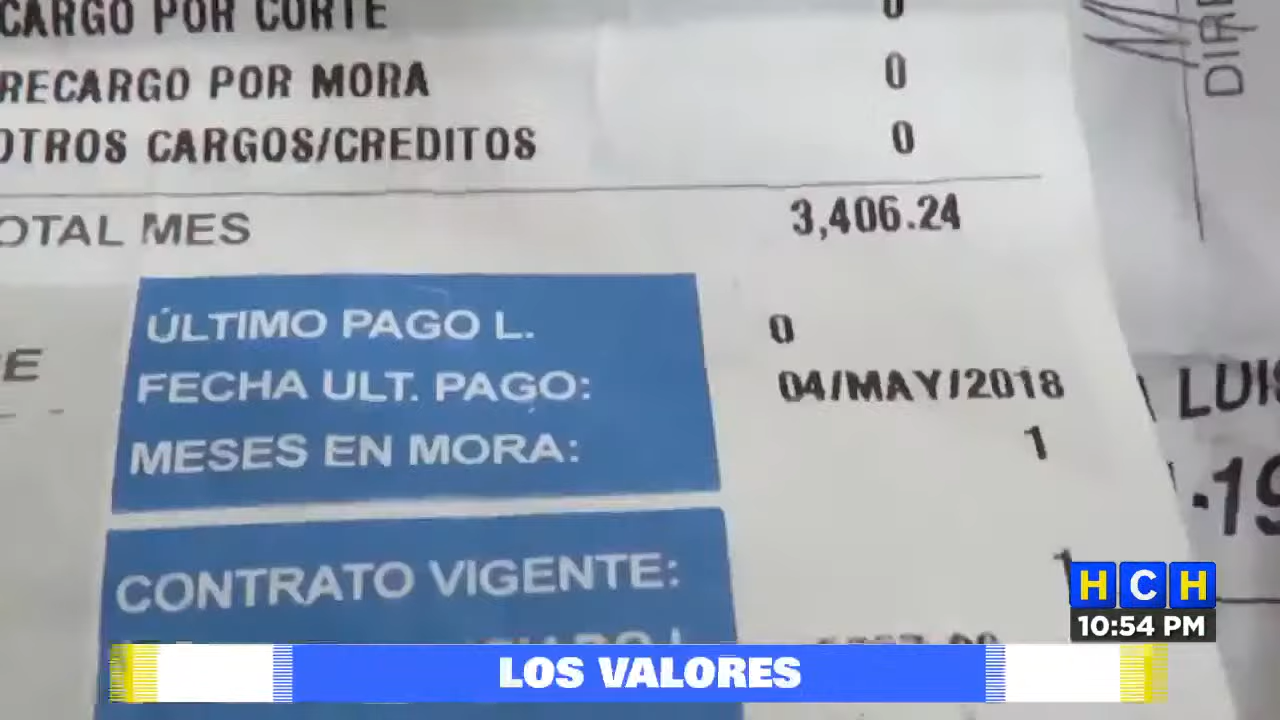 CARGO POR CORTE 0
RECARGO POR MORA 0
OTROS CARGOS/CREDITOS 0
OTAL MES 3,406.24
ÚLTIMO PAGO L. 0
FECHA ULT. PAGO: 04/MAY/2018
MESES EN MORA: 1
CONTRATO VIGENTE: 1
LUIS
HCH
10:54 PM
LOS VALORES